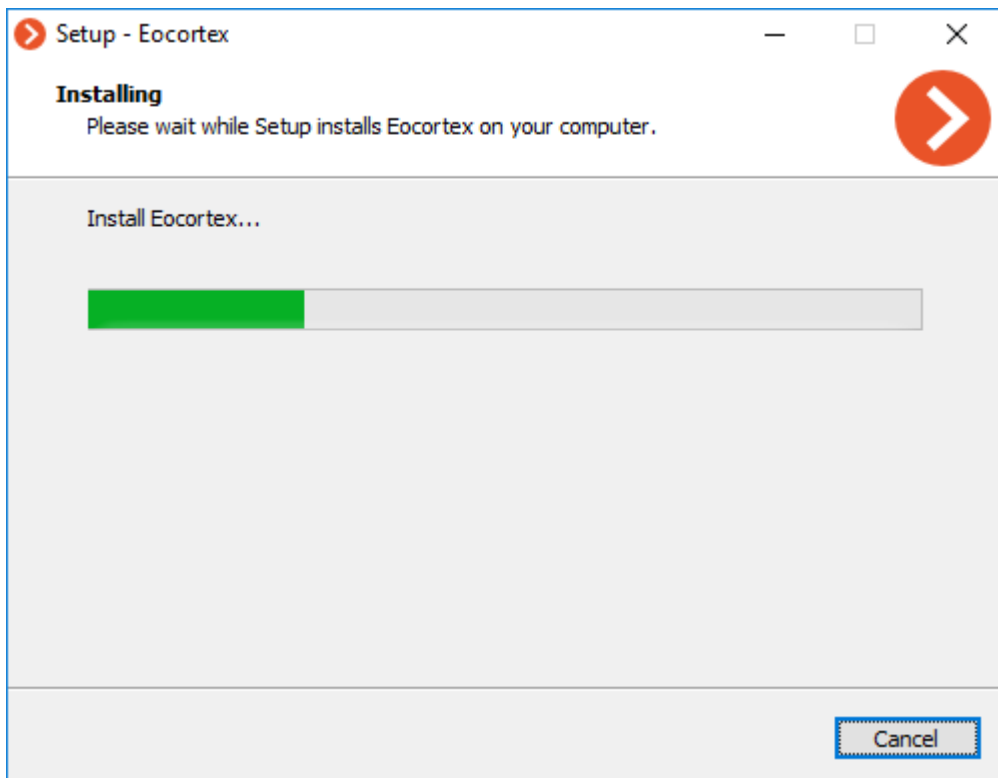 Setup - Eocortex
Installing
Please wait while Setup installs Eocortex on your computer.
Install Eocortex...
Cancel